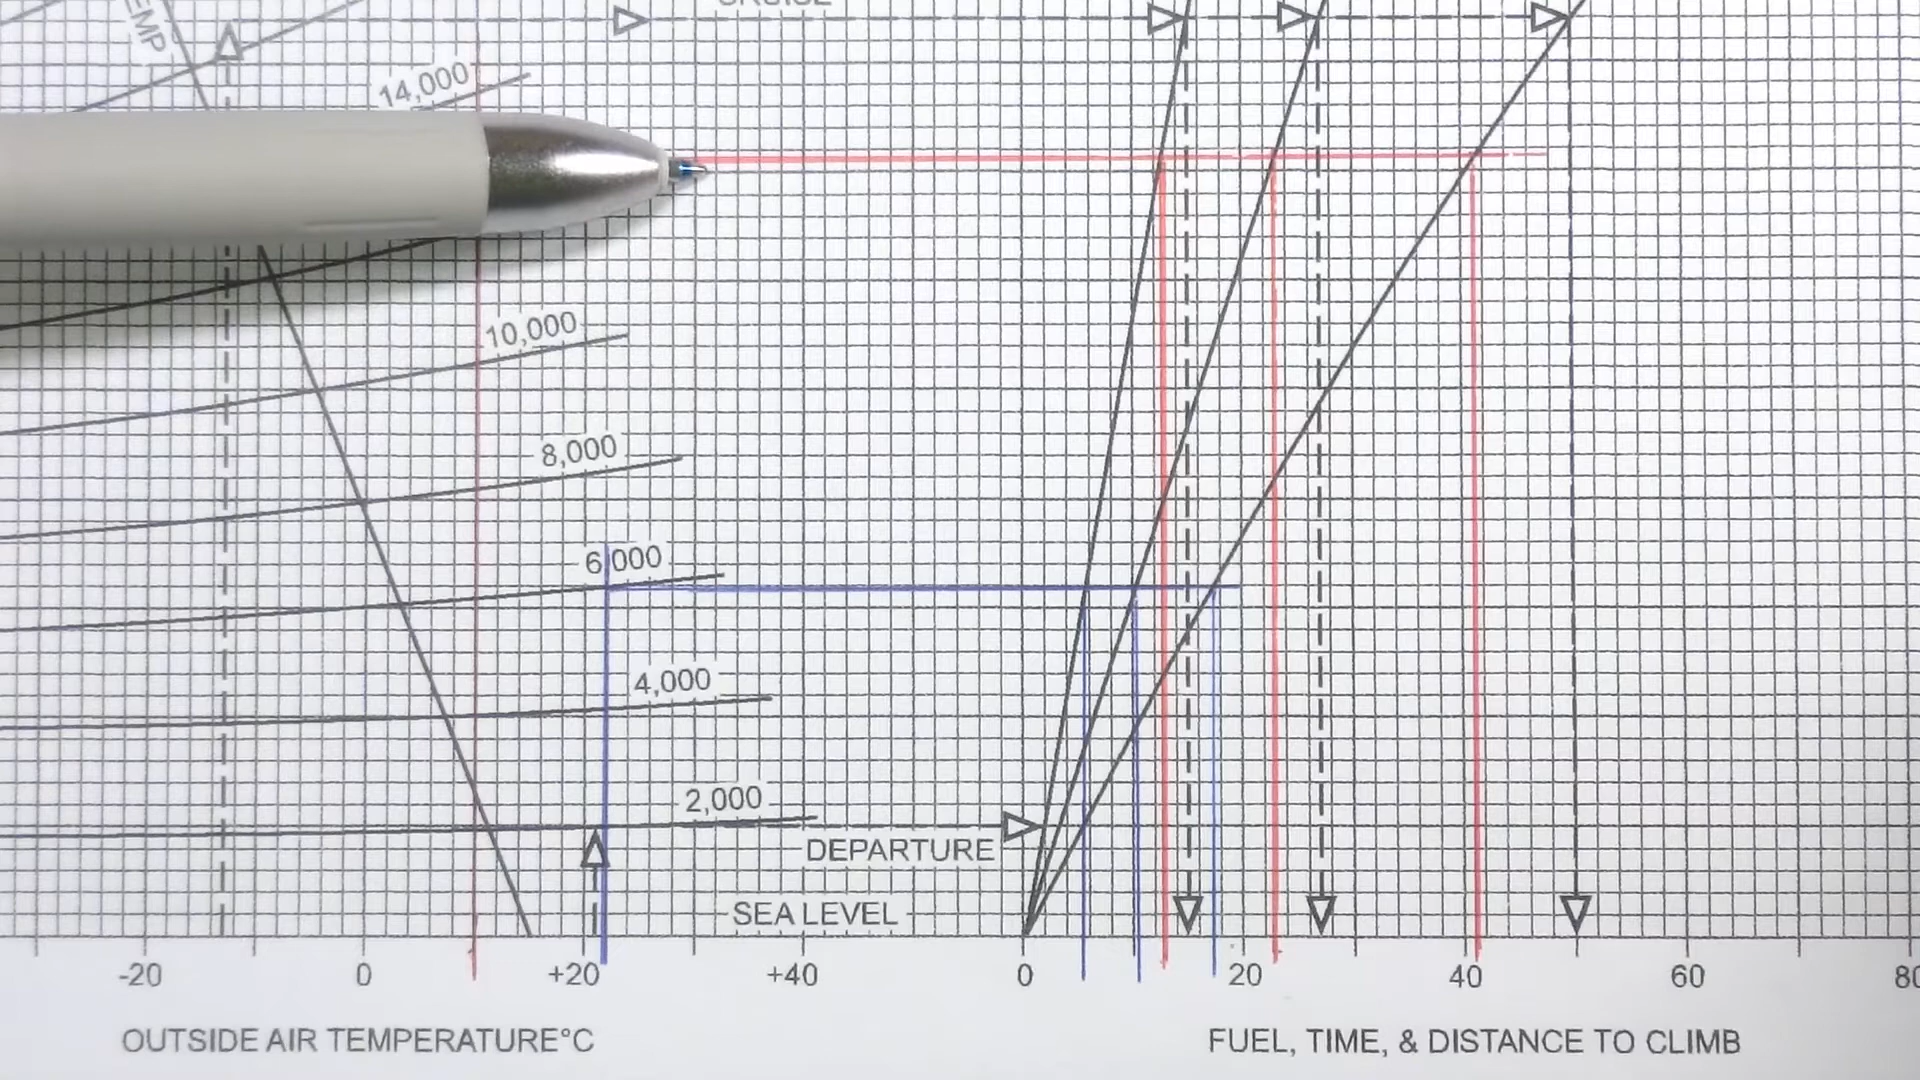 CRUISE
TEMP
14,000
10,000
8,000
6,000
4,000
2,000
DEPARTURE
SEA LEVEL
-20 0 +20 +40 0 20 40 60 80
OUTSIDE AIR TEMPERATURE°C
FUEL, TIME, & DISTANCE TO CLIMB